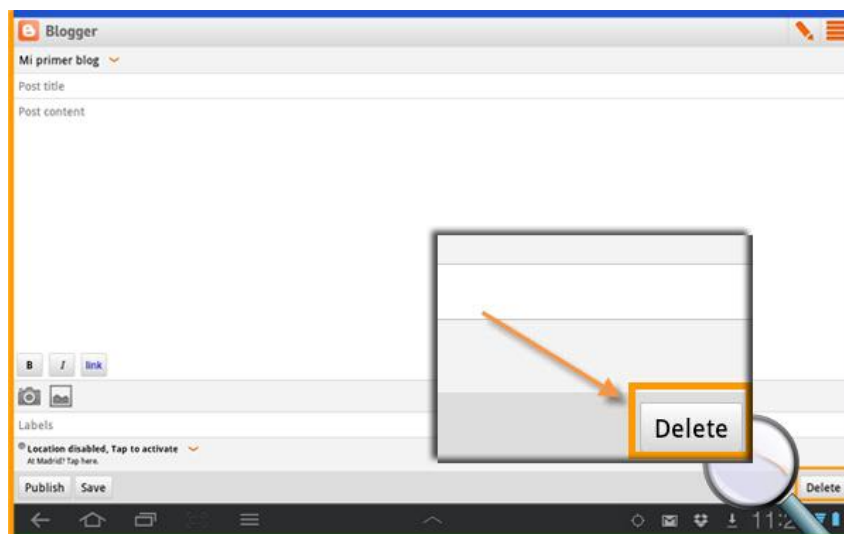 Blogger
Mi primer blog
Post title
Post content
B I link
Labels
Location disabled, Tap to activate
At Madrid? Tap here.
Publish Save
Delete
Delete